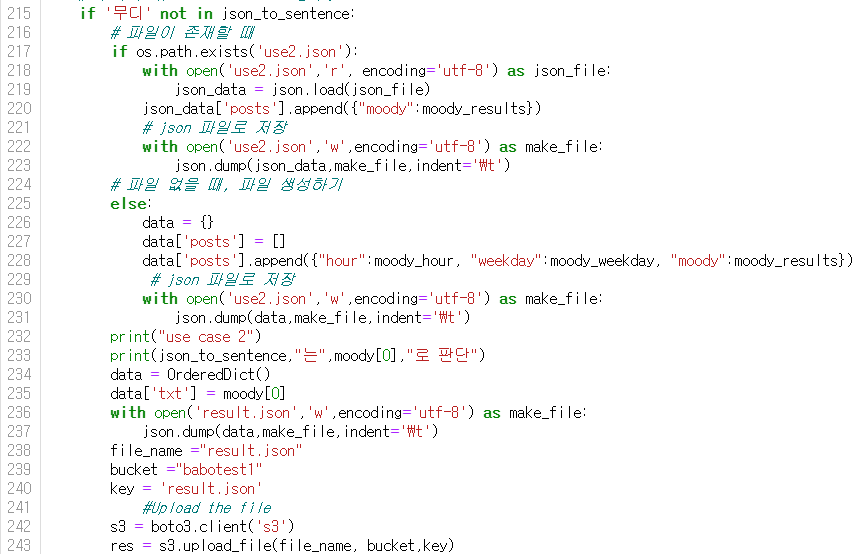 215 if '무디' not in json_to_sentence:
216 # 파일이 존재할 때
217 if os.path.exists('use2.json'):
218 with open('use2.json','r', encoding='utf-8') as json_file:
219 json_data = json.load(json_file)
220 json_data['posts'].append({"moody":moody_results})
221 # json 파일로 저장
222 with open('use2.json','w',encoding='utf-8') as make_file:
223 json.dump(json_data,make_file,indent='₩t')
224 # 파일 없을 때, 파일 생성하기
225 else:
226 data = {}
227 data['posts'] = []
228 data['posts'].append({"hour":moody_hour, "weekday":moody_weekday, "moody":moody_results})
229 # json 파일로 저장
230 with open('use2.json','w',encoding='utf-8') as make_file:
231 json.dump(data,make_file,indent='₩t')
232 print("use case 2")
233 print(json_to_sentence,"는",moody[0],"로 판단")
234 data = OrderedDict()
235 data['txt'] = moody[0]
236 with open('result.json','w',encoding='utf-8') as make_file:
237 json.dump(data,make_file,indent='₩t')
238 file_name ="result.json"
239 bucket ="babotest1"
240 key = 'result.json'
241 #Upload the file
242 s3 = boto3.client('s3')
243 res = s3.upload_file(file_name, bucket,key)